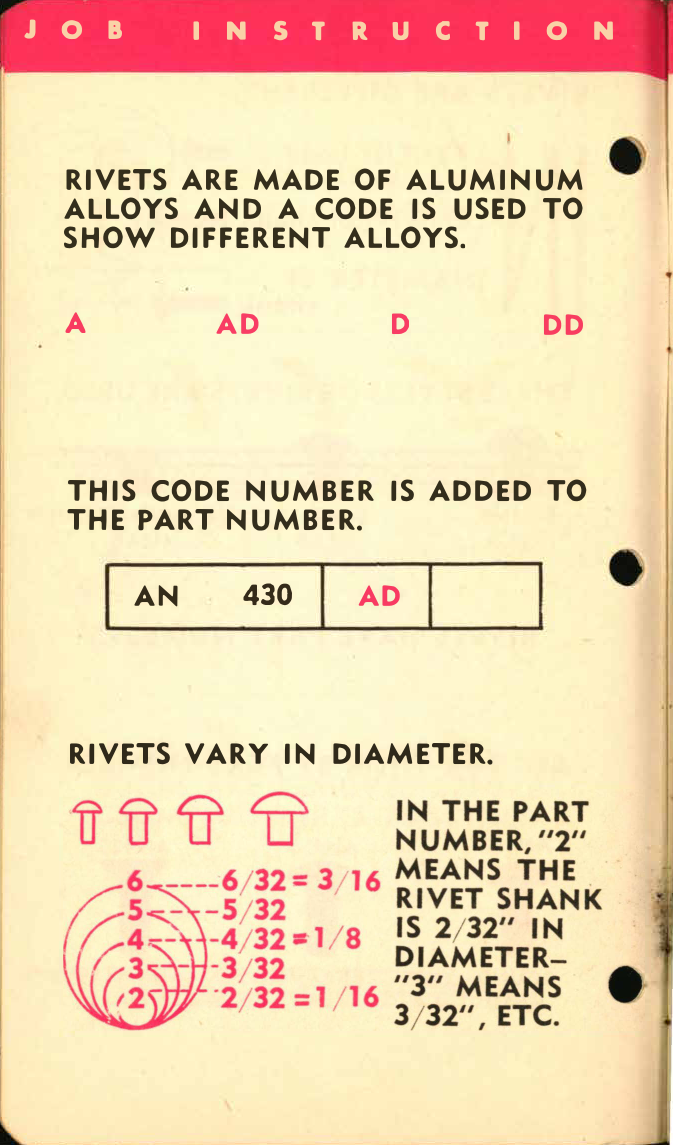 JOB INSTRUCTION
RIVETS ARE MADE OF ALUMINUM
ALLOYS AND A CODE IS USED TO
SHOW DIFFERENT ALLOYS.
A AD D DD
THIS CODE NUMBER IS ADDED TO
THE PART NUMBER.
AN 430 AD
RIVETS VARY IN DIAMETER.
6-----6/32 = 3/16
5----5/32
4----4/32 = 1/8
3----3/32
2----2/32 = 1/16
IN THE PART
NUMBER, "2"
MEANS THE
RIVET SHANK
IS 2/32" IN
DIAMETER–
"3" MEANS
3/32", ETC.